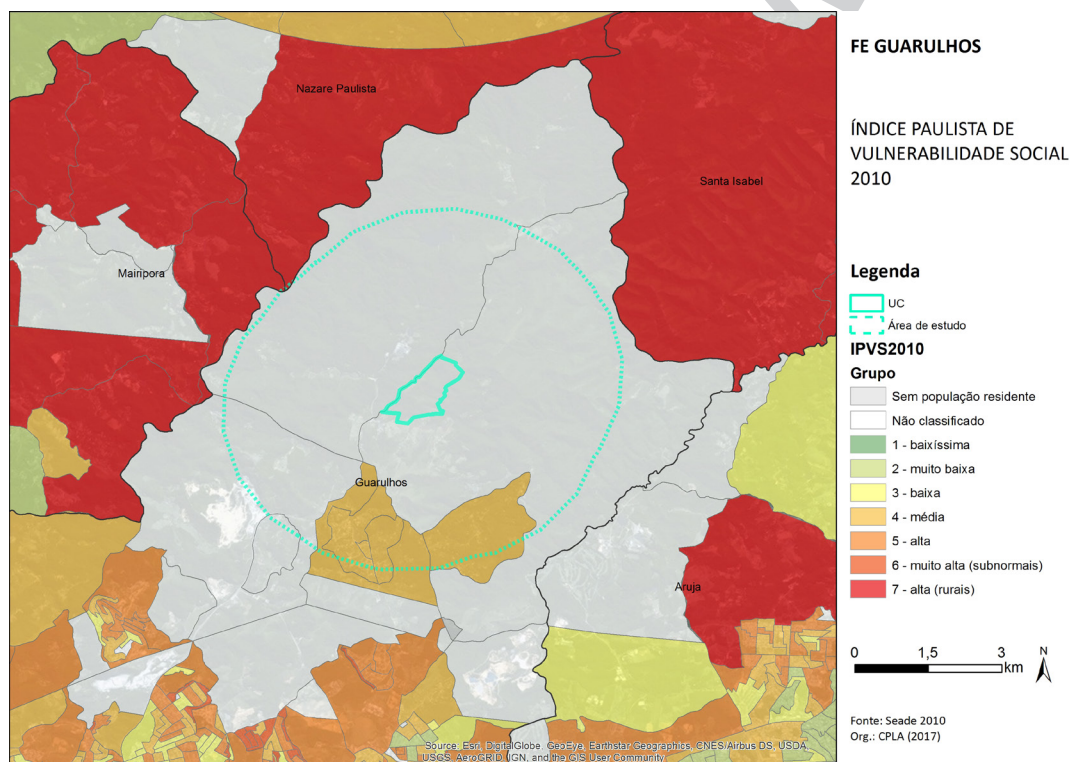 FE GUARULHOS
ÍNDICE PAULISTA DE
VULNERABILIDADE SOCIAL
2010
Nazare Paulista
Santa Isabel
Mairipora
Guarulhos
Aruja
Legenda
UC
Área de estudo
IPVS2010
Grupo
Sem população residente
Não classificado
1 - baixíssima
2 - muito baixa
3 - baixa
4 - média
5 - alta
6 - muito alta (subnormais)
7 - alta (rurais)
0 1,5 3
km
N
Fonte: Seade 2010
Org.: CPLA (2017)
Source: Esri, DigitalGlobe, GeoEye, Earthstar Geographics, CNES/Airbus DS, USDA,
USGS, AeroGRID, IGN, and the GIS User Community